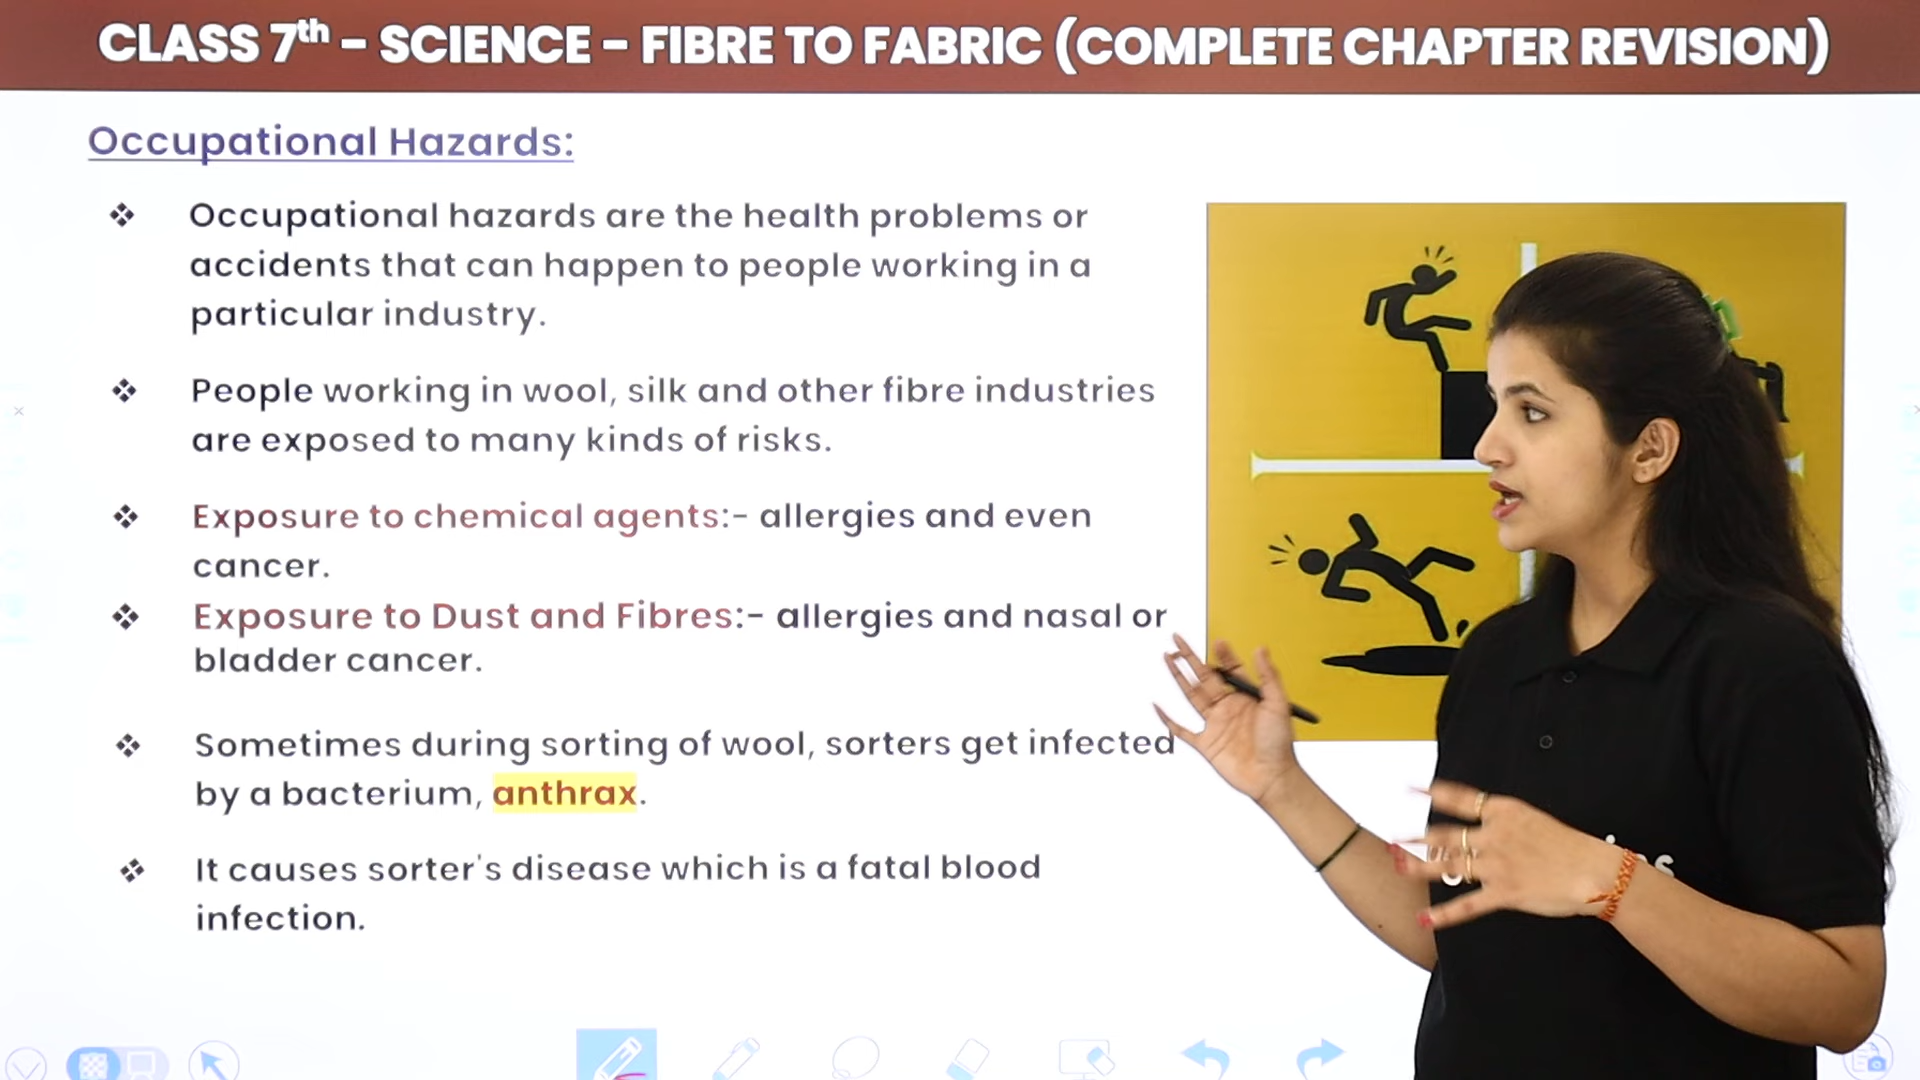 CLASS 7th - SCIENCE - FIBRE TO FABRIC (COMPLETE CHAPTER REVISION)
Occupational Hazards:
❖ Occupational hazards are the health problems or
accidents that can happen to people working in a
particular industry.
❖ People working in wool, silk and other fibre industries
are exposed to many kinds of risks.
❖ Exposure to chemical agents:- allergies and even
cancer.
❖ Exposure to Dust and Fibres:- allergies and nasal or
bladder cancer.
❖ Sometimes during sorting of wool, sorters get infected
by a bacterium, anthrax.
❖ It causes sorter's disease which is a fatal blood
infection.